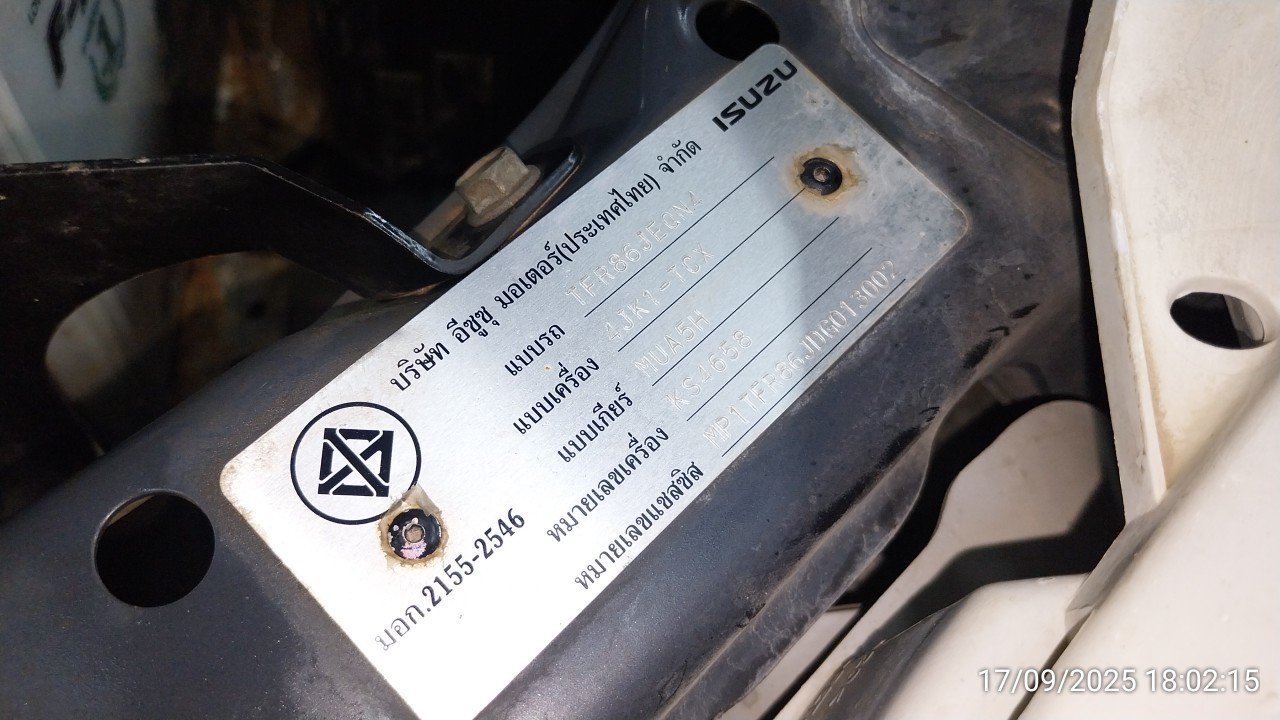 ISUZU
บริษัท อีซูซุ มอเตอร์(ประเทศไทย) จำกัด
แบบรถ
แบบเครื่อง 4JK1-TCX
แบบเกียร์ MUA5H
หมายเลขเครื่อง KS4658
หมายเลขแชสซิส MP1TFR86JDG013002
มอก.2155-2546
17/09/2025 18:02:15